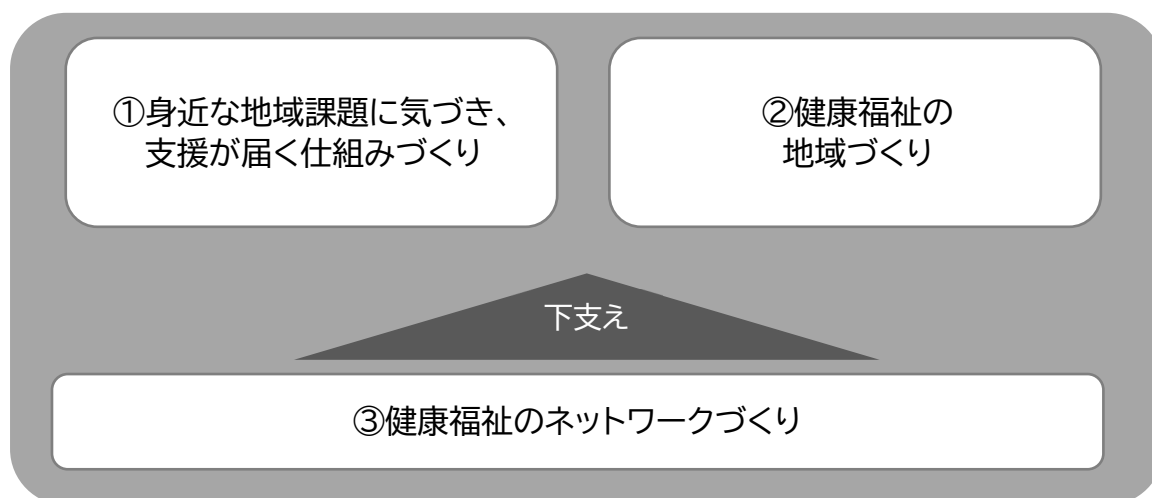 ①身近な地域課題に気づき、
支援が届く仕組みづくり
②健康福祉の
地域づくり
下支え
③健康福祉のネットワークづくり